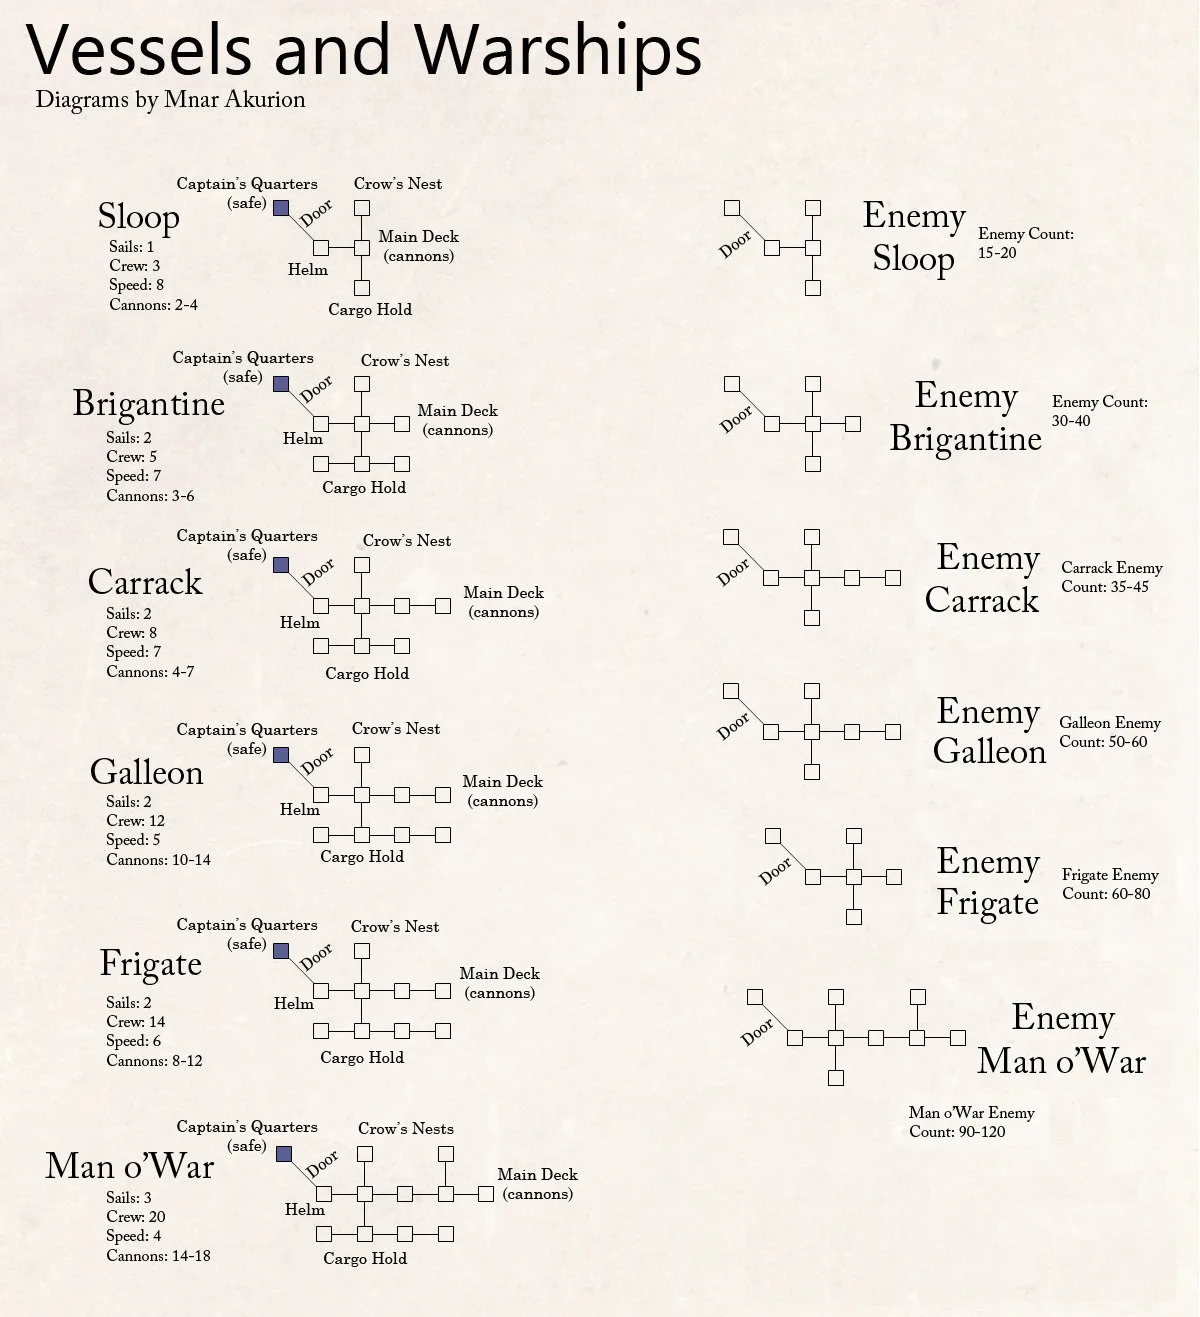 Vessels and Warships
Diagrams by Mnar Akurion
Captain's Quarters
(safe)
Door
Crow's Nest
Sloop
Sails: 1
Crew: 3
Speed: 8
Cannons: 2-4
Helm
Main Deck
(cannons)
Cargo Hold
Door
Enemy
Sloop
Enemy Count:
15-20
Captain's Quarters
(safe)
Door
Crow's Nest
Brigantine
Sails: 2
Crew: 5
Speed: 7
Cannons: 3-6
Helm
Main Deck
(cannons)
Cargo Hold
Door
Enemy
Brigantine
Enemy Count:
30-40
Captain's Quarters
(safe)
Door
Crow's Nest
Carrack
Sails: 2
Crew: 8
Speed: 7
Cannons: 4-7
Helm
Main Deck
(cannons)
Cargo Hold
Door
Enemy
Carrack
Carrack Enemy
Count: 35-45
Captain's Quarters
(safe)
Door
Crow's Nest
Galleon
Sails: 2
Crew: 12
Speed: 5
Cannons: 10-14
Helm
Main Deck
(cannons)
Cargo Hold
Door
Enemy
Galleon
Galleon Enemy
Count: 50-60
Captain's Quarters
(safe)
Door
Crow's Nest
Frigate
Sails: 2
Crew: 14
Speed: 6
Cannons: 8-12
Helm
Main Deck
(cannons)
Cargo Hold
Door
Enemy
Frigate
Frigate Enemy
Count: 60-80
Captain's Quarters
(safe)
Door
Crow's Nests
Man o'War
Sails: 3
Crew: 20
Speed: 4
Cannons: 14-18
Helm
Main Deck
(cannons)
Cargo Hold
Door
Enemy
Man o'War
Man o'War Enemy
Count: 90-120